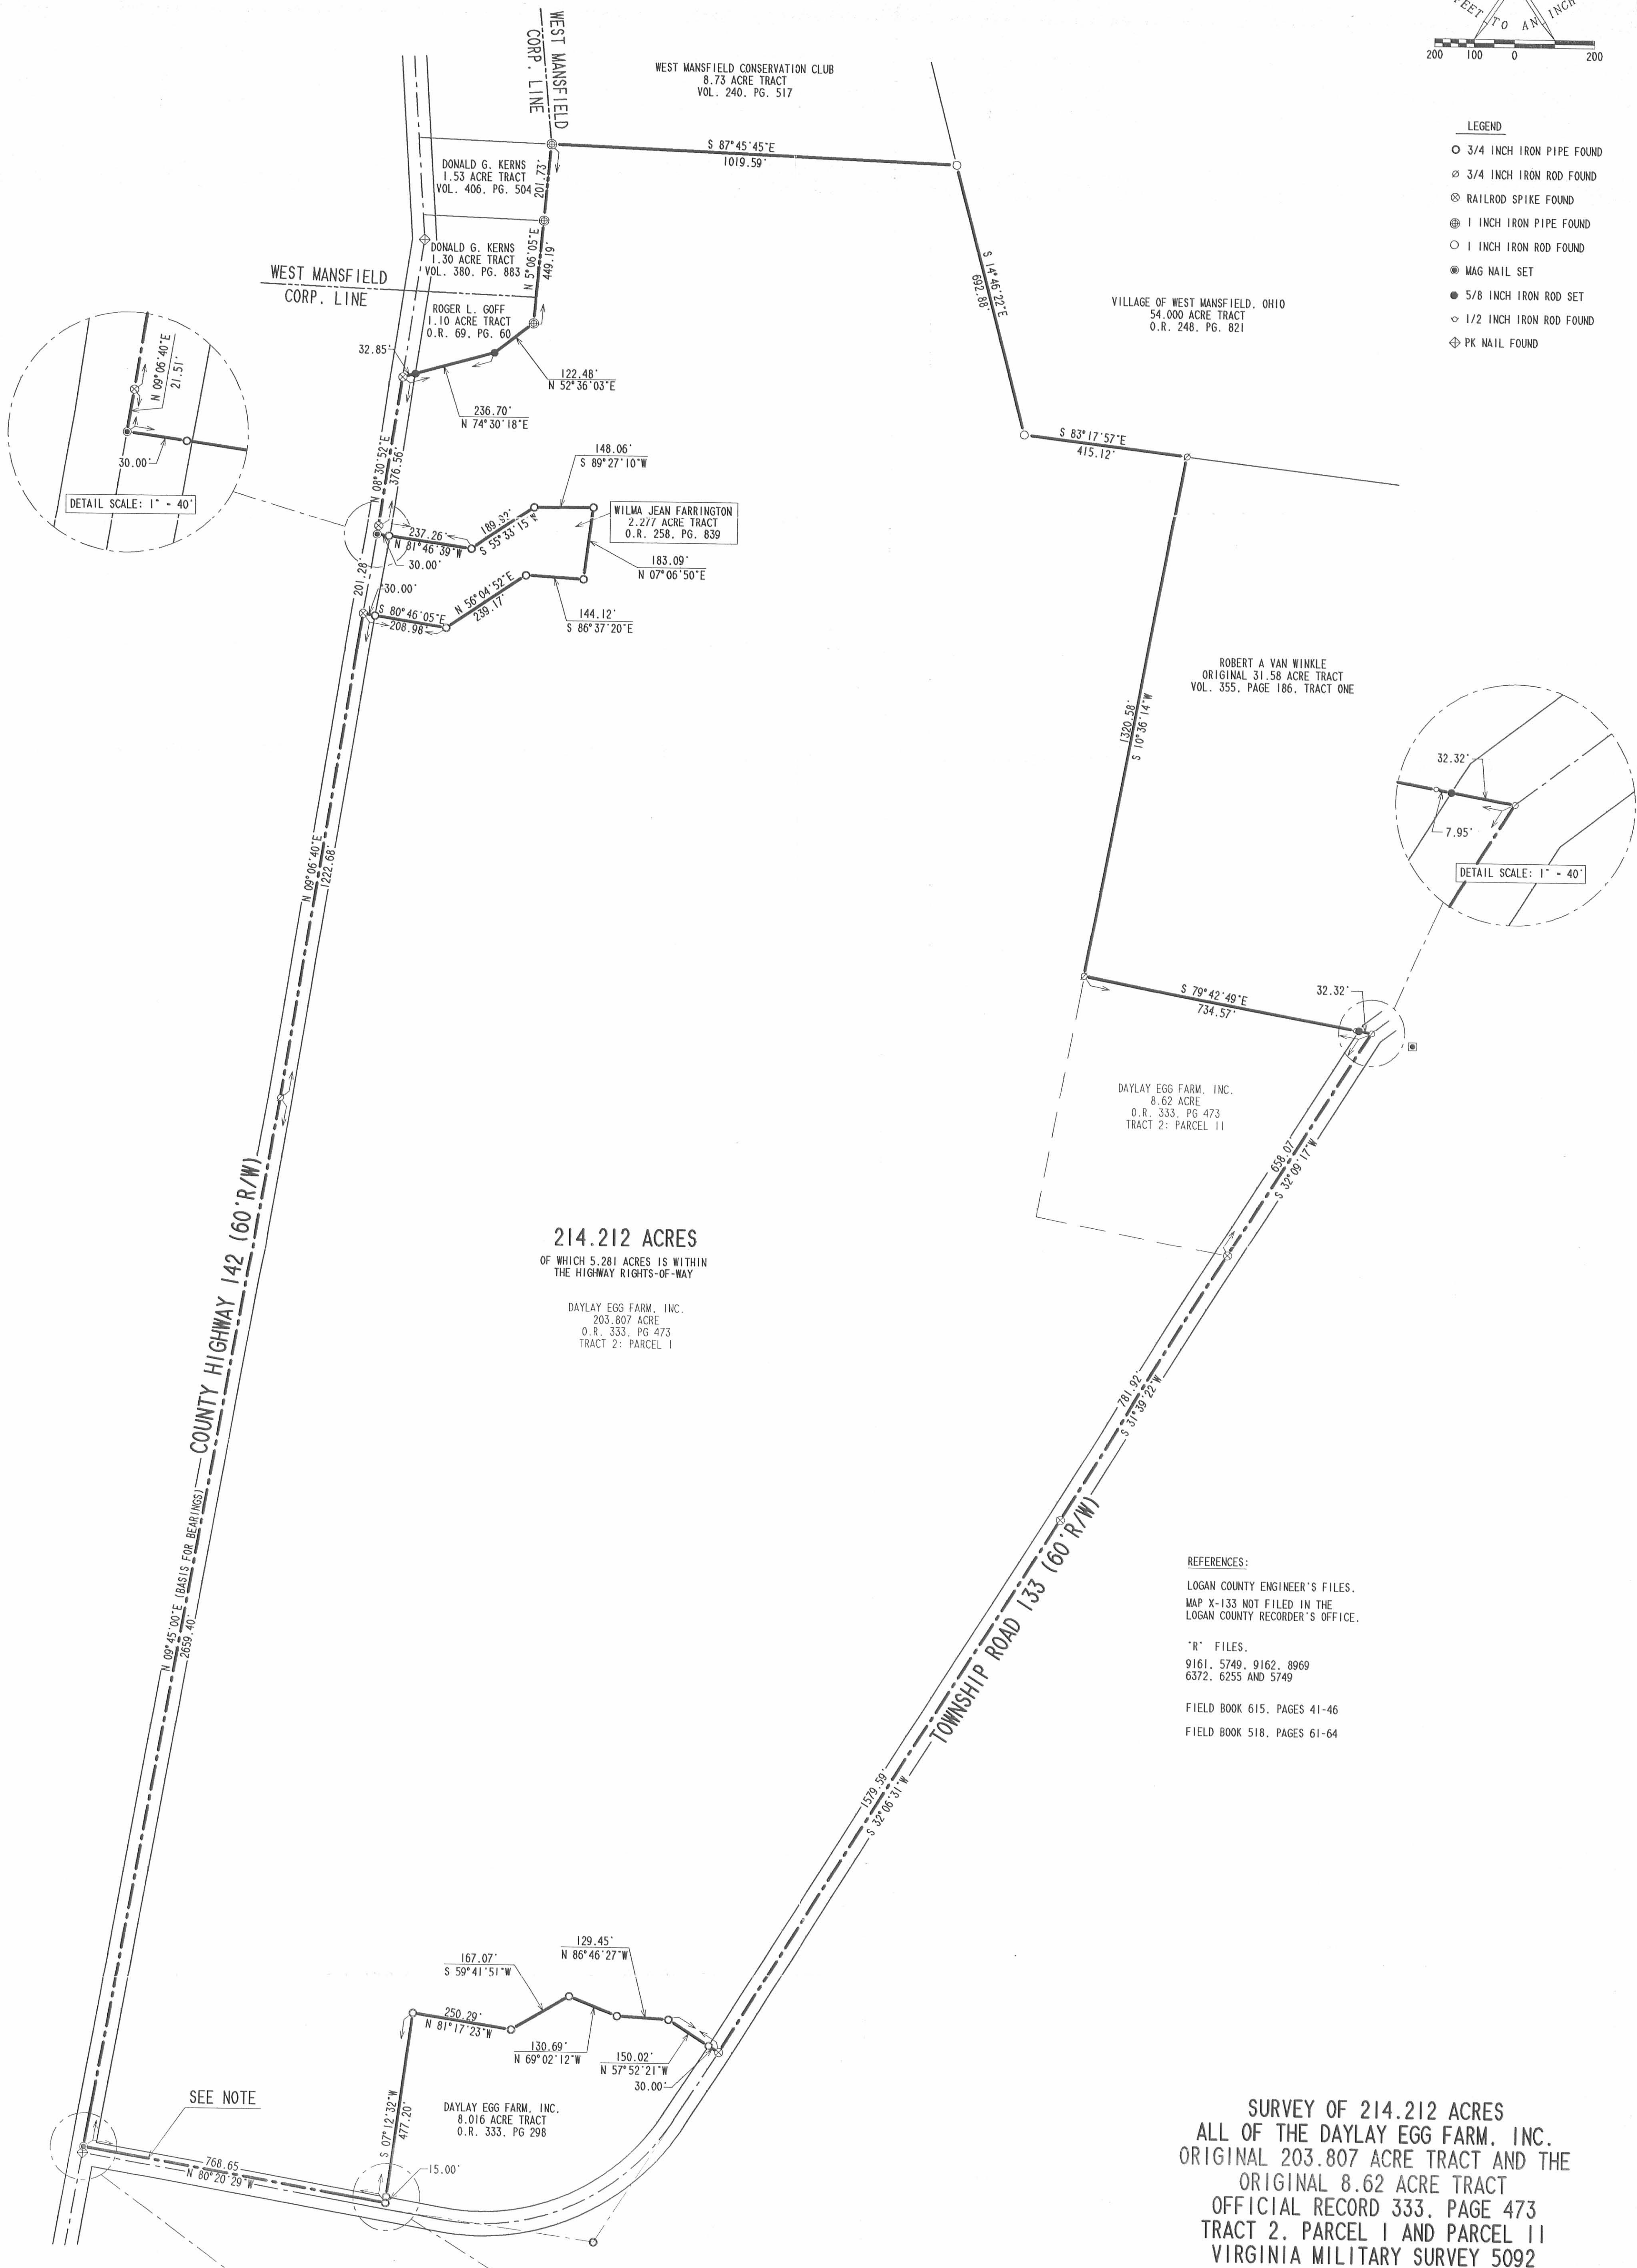 FEET TO AN INCH
200 100 0 200
LEGEND
3/4 INCH IRON PIPE FOUND
3/4 INCH IRON ROD FOUND
RAILROD SPIKE FOUND
1 INCH IRON PIPE FOUND
1 INCH IRON ROD FOUND
MAG NAIL SET
5/8 INCH IRON ROD SET
1/2 INCH IRON ROD FOUND
PK NAIL FOUND
WEST MANSFIELD
CORP. LINE
WEST MANSFIELD CONSERVATION CLUB
8.73 ACRE TRACT
VOL. 240, PG. 517
S 87°45'45"E
1019.59'
DONALD G. KERNS
1.53 ACRE TRACT
VOL. 406, PG. 504
201.73'
DONALD G. KERNS
1.30 ACRE TRACT
VOL. 380, PG. 883
N 5°06'05"E
449.19'
WEST MANSFIELD
CORP. LINE
ROGER L. GOFF
1.10 ACRE TRACT
O.R. 69, PG. 60
32.85'
122.48'
N 52°36'03"E
236.70'
N 74°30'18"E
S 14°46'22"E
692.88'
VILLAGE OF WEST MANSFIELD, OHIO
54.000 ACRE TRACT
O.R. 248, PG. 821
N 09°06'40"E
21.51'
30.00'
DETAIL SCALE: 1" = 40'
N 08°30'52"E
376.56'
S 83°17'57"E
415.12'
148.06'
S 89°27'10"W
WILMA JEAN FARRINGTON
2.277 ACRE TRACT
O.R. 258, PG. 839
237.26'
N 81°46'39"W
189.92'
S 55°33'15"W
30.00'
183.09'
N 07°06'50"E
201.28'
30.00'
S 80°46'05"E
208.98'
N 56°04'52"E
239.17'
144.12'
S 86°37'20"E
ROBERT A VAN WINKLE
ORIGINAL 31.58 ACRE TRACT
VOL. 355, PAGE 186, TRACT ONE
1320.58'
S 10°36'14"W
32.32'
7.95'
DETAIL SCALE: 1" = 40'
N 09°06'40"E
1222.68'
S 79°42'49"E
734.57'
32.32'
DAYLAY EGG FARM, INC.
8.62 ACRE
O.R. 333, PG 473
TRACT 2: PARCEL II
658.07
S 32°09'17"W
COUNTY HIGHWAY 142 (60'R/W)
214.212 ACRES
OF WHICH 5.281 ACRES IS WITHIN
THE HIGHWAY RIGHTS-OF-WAY
DAYLAY EGG FARM, INC.
203.807 ACRE
O.R. 333, PG 473
TRACT 2: PARCEL I
781.92'
S 31°39'22"W
N 09°45'00"E (BASIS FOR BEARINGS)
2659.40'
TOWNSHIP ROAD 133 (60'R/W)
REFERENCES:
LOGAN COUNTY ENGINEER'S FILES.
MAP X-133 NOT FILED IN THE
LOGAN COUNTY RECORDER'S OFFICE.
"R" FILES.
9161, 5749, 9162, 8969
6372, 6255 AND 5749
FIELD BOOK 615, PAGES 41-46
FIELD BOOK 518, PAGES 61-64
1579.59'
S 32°06'31"W
129.45'
N 86°46'27"W
167.07'
S 59°41'51"W
250.29'
N 81°17'23"W
130.69'
N 69°02'12"W
150.02'
N 57°52'21"W
30.00'
SEE NOTE
S 07°12'32"W
477.20'
DAYLAY EGG FARM, INC.
8.016 ACRE TRACT
O.R. 333, PG 298
768.65
N 80°20'29"W
15.00'
SURVEY OF 214.212 ACRES
ALL OF THE DAYLAY EGG FARM, INC.
ORIGINAL 203.807 ACRE TRACT AND THE
ORIGINAL 8.62 ACRE TRACT
OFFICIAL RECORD 333, PAGE 473
TRACT 2, PARCEL I AND PARCEL II
VIRGINIA MILITARY SURVEY 5092